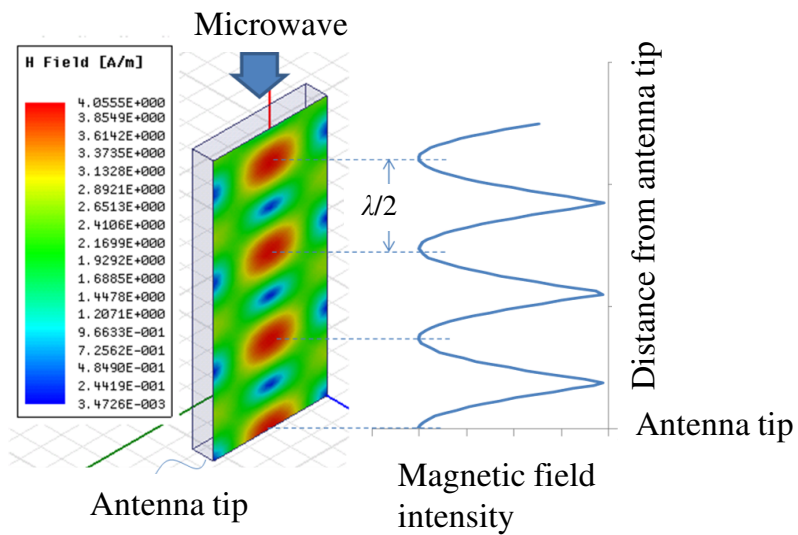 Microwave
H Field [A/m]
4.0555E+000
3.8549E+000
3.6142E+000
3.3735E+000
3.1328E+000
2.8921E+000
2.6513E+000
2.4106E+000
2.1699E+000
1.9292E+000
1.6885E+000
1.4478E+000
1.2071E+000
9.6633E-001
7.2562E-001
4.8490E-001
2.4419E-001
3.4726E-003
λ/2
Distance from antenna tip
Antenna tip
Antenna tip
Magnetic field
intensity